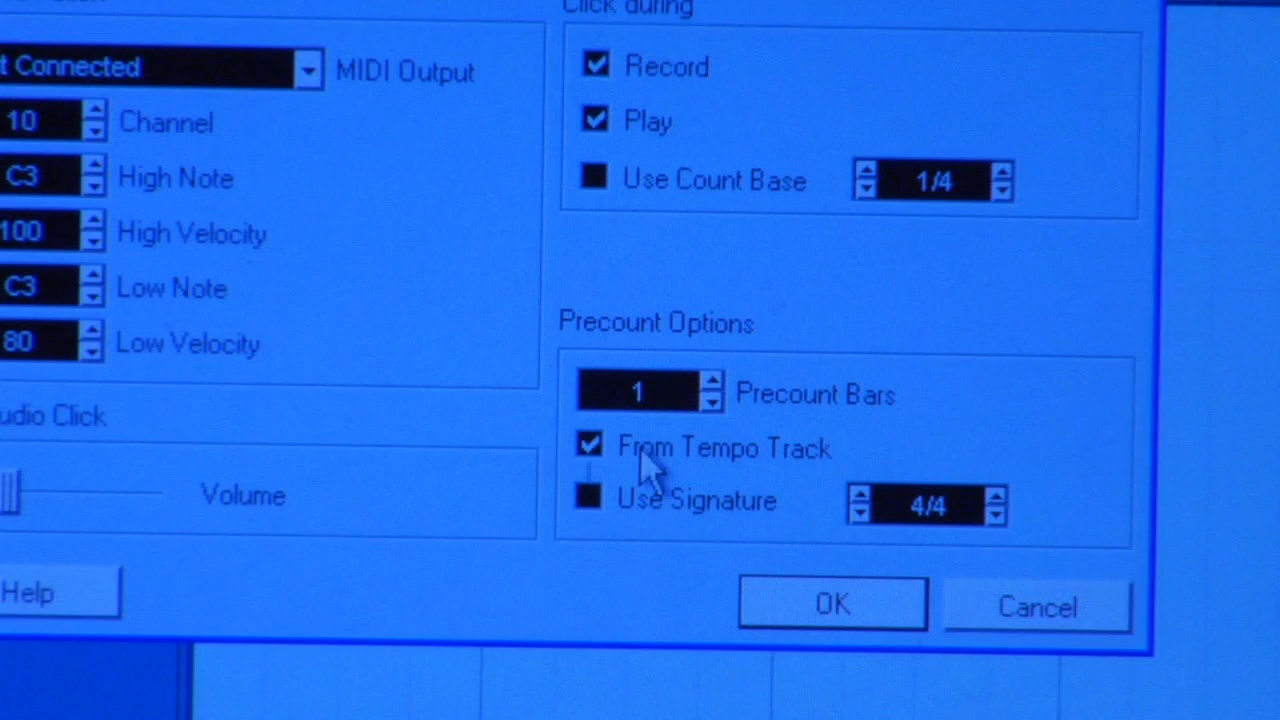 Click during
t Connected MIDI Output
10 Channel
C3 High Note
100 High Velocity
C3 Low Note
80 Low Velocity
Record
Play
Use Count Base 1/4
Precount Options
1 Precount Bars
From Tempo Track
Use Signature 4/4
udio Click
Volume
Help
OK
Cancel